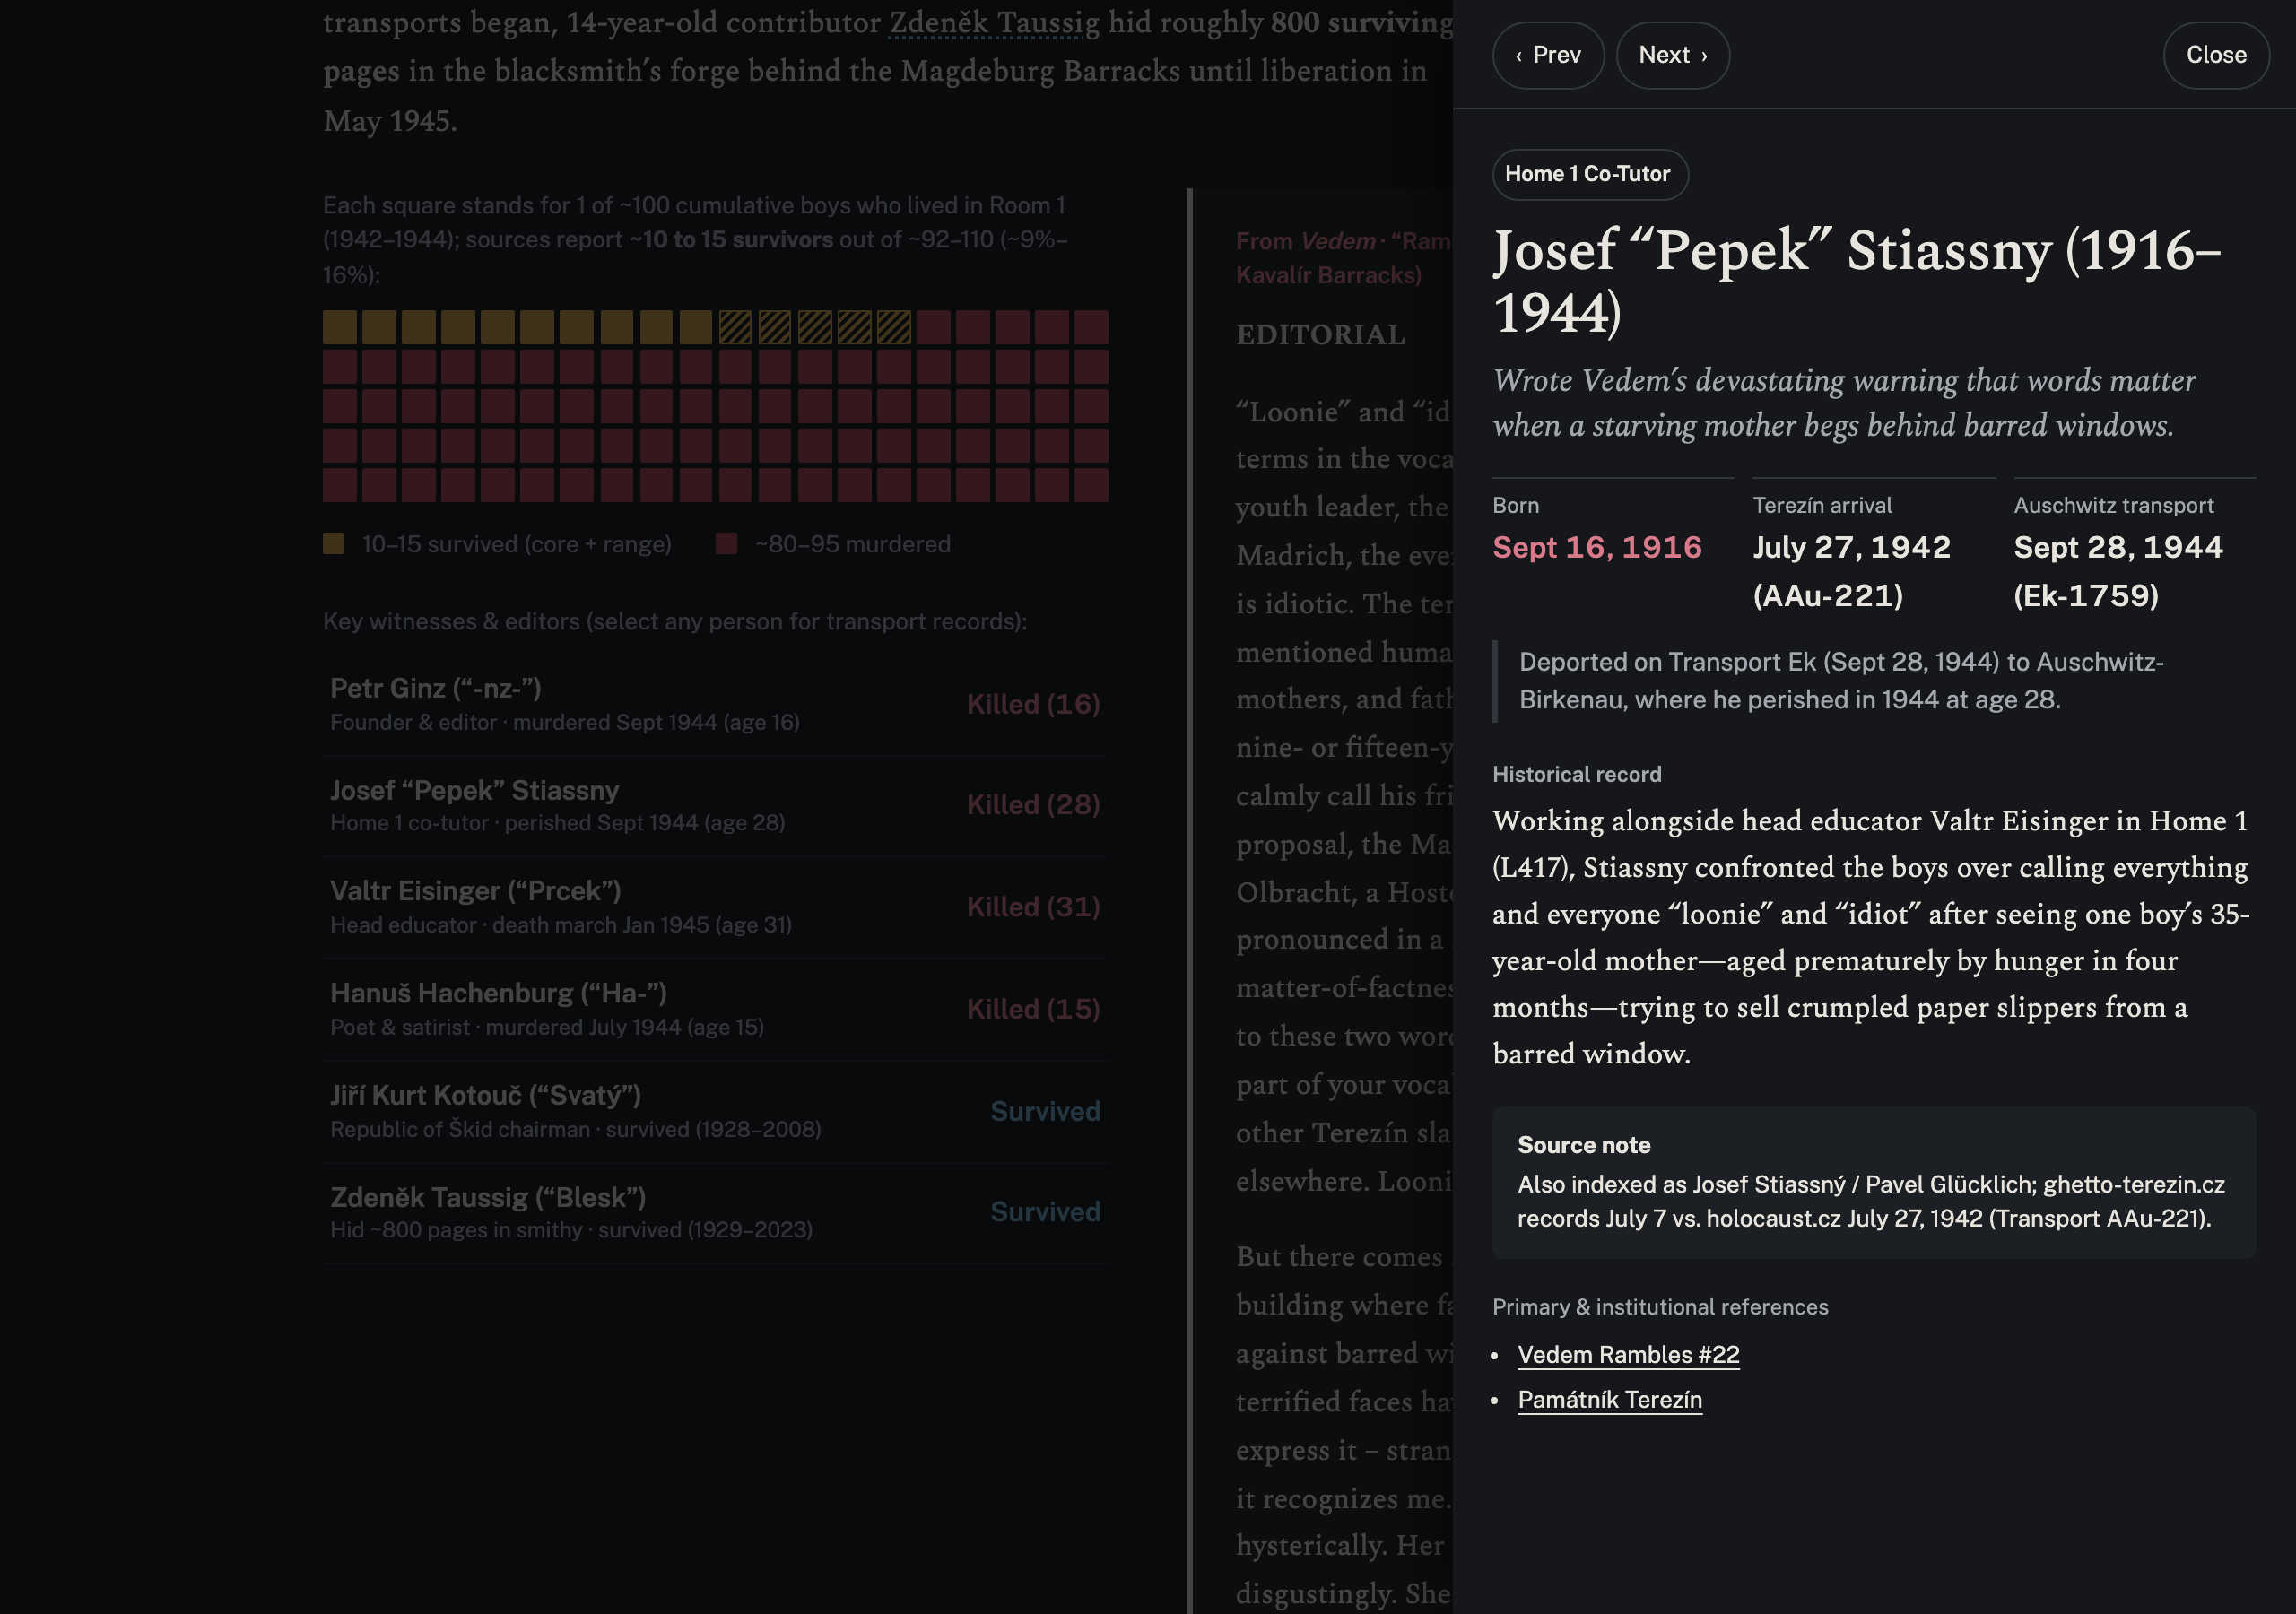 transports began, 14-year-old contributor Zdeněk Taussig hid roughly 800 surviving
pages in the blacksmith’s forge behind the Magdeburg Barracks until liberation in
May 1945.
Each square stands for 1 of ~100 cumulative boys who lived in Room 1
(1942–1944); sources report ~10 to 15 survivors out of ~92–110 (~9%–
16%):
10–15 survived (core + range)
~80–95 murdered
Key witnesses & editors (select any person for transport records):
Petr Ginz (“-nz-”)
Founder & editor · murdered Sept 1944 (age 16)
Killed (16)
Josef “Pepek” Stiassny
Home 1 co-tutor · perished Sept 1944 (age 28)
Killed (28)
Valtr Eisinger (“Prcek”)
Head educator · death march Jan 1945 (age 31)
Killed (31)
Hanuš Hachenburg (“Ha-”)
Poet & satirist · murdered July 1944 (age 15)
Killed (15)
Jiří Kurt Kotouč (“Svatý”)
Republic of Škid chairman · survived (1928–2008)
Survived
Zdeněk Taussig (“Blesk”)
Hid ~800 pages in smithy · survived (1929–2023)
Survived
From Vedem · “Ram
Kavalír Barracks)
EDITORIAL
“Loonie” and “id
terms in the voca
youth leader, the
Madrich, the eve
is idiotic. The ter
mentioned huma
mothers, and fath
nine- or fifteen-y
calmly call his fri
proposal, the Ma
Olbracht, a Host
pronounced in a
matter-of-factnes
to these two word
part of your voca
other Terezín sla
elsewhere. Looni
But there comes
building where fa
against barred wi
terrified faces ha
express it – stran
it recognizes me.
hysterically. Her
disgustingly. She
‹ Prev
Next ›
Close
Home 1 Co-Tutor
Josef “Pepek” Stiassny (1916–
1944)
Wrote Vedem’s devastating warning that words matter
when a starving mother begs behind barred windows.
Born
Sept 16, 1916
Terezín arrival
July 27, 1942
(AAu-221)
Auschwitz transport
Sept 28, 1944
(Ek-1759)
Deported on Transport Ek (Sept 28, 1944) to Auschwitz-
Birkenau, where he perished in 1944 at age 28.
Historical record
Working alongside head educator Valtr Eisinger in Home 1
(L417), Stiassny confronted the boys over calling everything
and everyone “loonie” and “idiot” after seeing one boy’s 35-
year-old mother—aged prematurely by hunger in four
months—trying to sell crumpled paper slippers from a
barred window.
Source note
Also indexed as Josef Stiassný / Pavel Glücklich; ghetto-terezin.cz
records July 7 vs. holocaust.cz July 27, 1942 (Transport AAu-221).
Primary & institutional references
• Vedem Rambles #22
• Památník Terezín